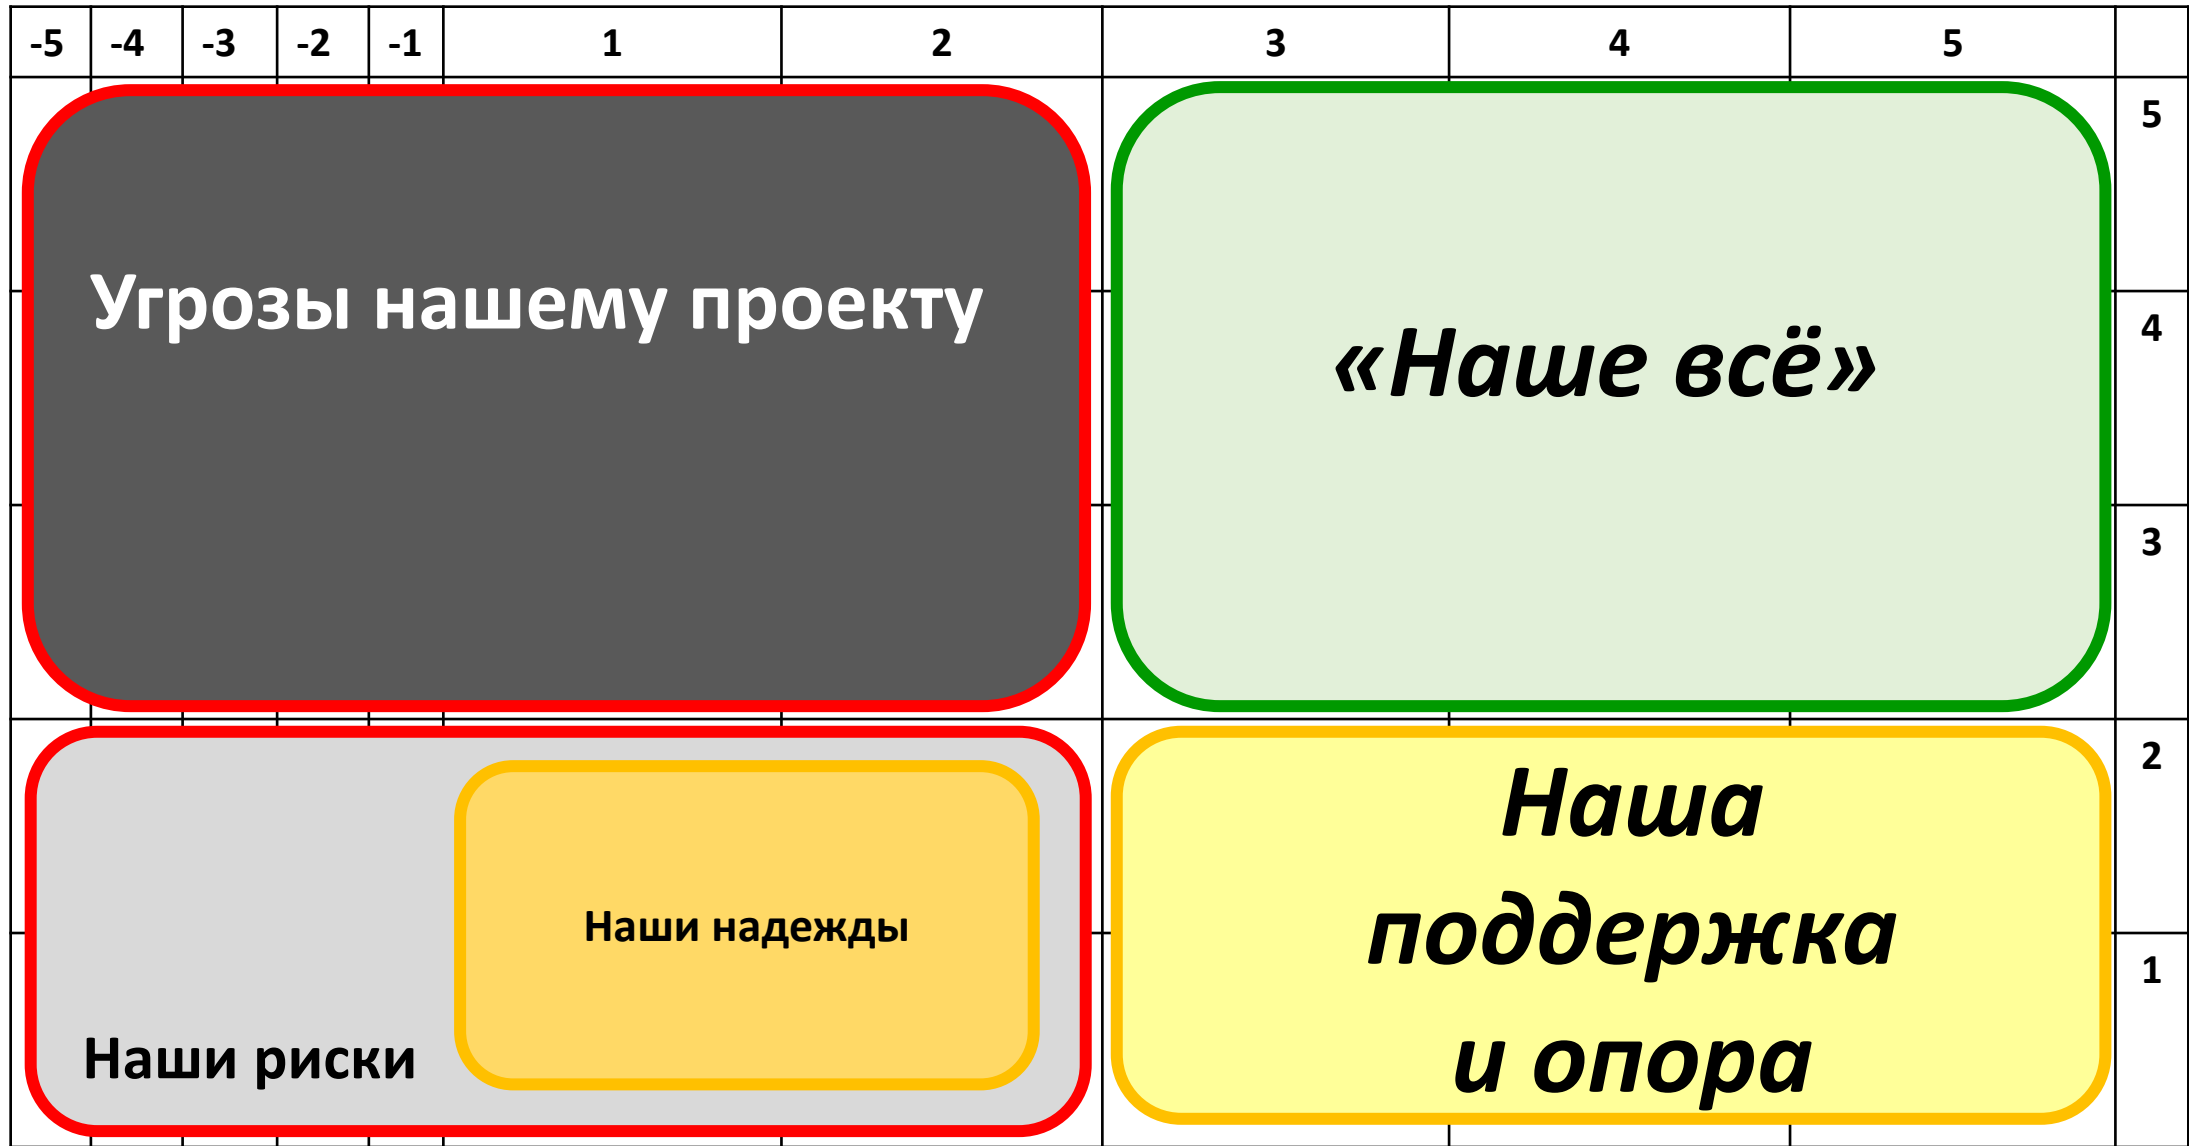 -5 -4 -3 -2 -1 1 2 3 4 5
5
Угрозы нашему проекту
4
«Наше всё»
3
2
Наша
поддержка
и опора
Наши надежды
1
Наши риски